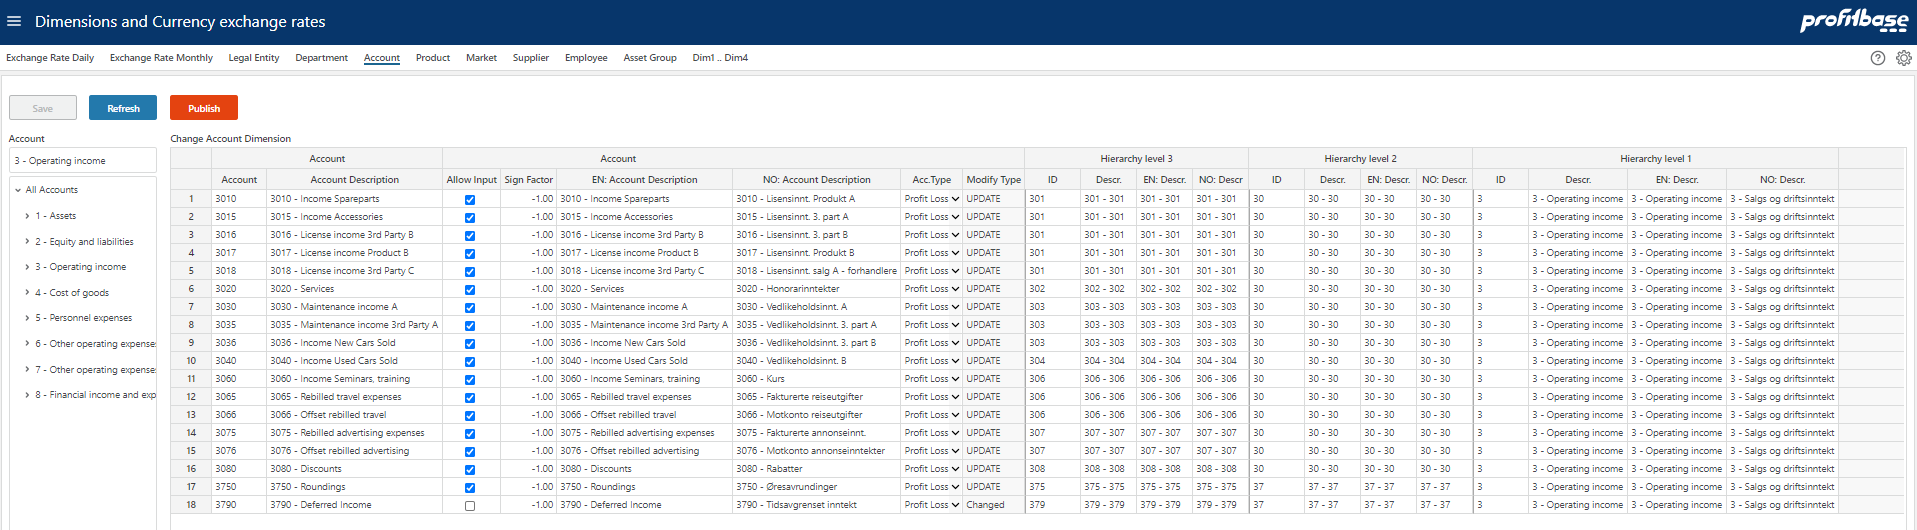 Dimensions and Currency exchange rates
profitbase
Exchange Rate Daily Exchange Rate Monthly Legal Entity Department Account Product Market Supplier Employee Asset Group Dim1 .. Dim4
Save Refresh Publish
Account
3 - Operating income
All Accounts
1 - Assets
2 - Equity and liabilities
3 - Operating income
4 - Cost of goods
5 - Personnel expenses
6 - Other operating expense
7 - Other operating expense
8 - Financial income and exp
Change Account Dimension
Account Account Hierarchy level 3 Hierarchy level 2 Hierarchy level 1
Account Account Description Allow Input Sign Factor EN: Account Description NO: Account Description Acc.Type Modify Type ID Descr. EN: Descr. NO: Descr ID Descr. EN: Descr. NO: Descr. ID Descr. EN: Descr. NO: Descr.
1 3010 3010 - Income Spareparts -1.00 3010 - Income Spareparts 3010 - Lisensinnt. Produkt A Profit Loss UPDATE 301 301 - 301 301 - 301 301 - 301 30 30 - 30 30 - 30 30 - 30 3 3 - Operating income 3 - Operating income 3 - Salgs og driftsinntekt
2 3015 3015 - Income Accessories -1.00 3015 - Income Accessories 3015 - Lisensinnt. 3. part A Profit Loss UPDATE 301 301 - 301 301 - 301 301 - 301 30 30 - 30 30 - 30 30 - 30 3 3 - Operating income 3 - Operating income 3 - Salgs og driftsinntekt
3 3016 3016 - License income 3rd Party B -1.00 3016 - License income 3rd Party B 3016 - Lisensinnt. 3. part B Profit Loss UPDATE 301 301 - 301 301 - 301 301 - 301 30 30 - 30 30 - 30 30 - 30 3 3 - Operating income 3 - Operating income 3 - Salgs og driftsinntekt
4 3017 3017 - License income Product B -1.00 3017 - License income Product B 3017 - Lisensinnt. Produkt B Profit Loss UPDATE 301 301 - 301 301 - 301 301 - 301 30 30 - 30 30 - 30 30 - 30 3 3 - Operating income 3 - Operating income 3 - Salgs og driftsinntekt
5 3018 3018 - License income 3rd Party C -1.00 3018 - License income 3rd Party C 3018 - Lisensinnt. salg A - forhandlere Profit Loss UPDATE 301 301 - 301 301 - 301 301 - 301 30 30 - 30 30 - 30 30 - 30 3 3 - Operating income 3 - Operating income 3 - Salgs og driftsinntekt
6 3020 3020 - Services -1.00 3020 - Services 3020 - Honorarinntekter Profit Loss UPDATE 302 302 - 302 302 - 302 302 - 302 30 30 - 30 30 - 30 30 - 30 3 3 - Operating income 3 - Operating income 3 - Salgs og driftsinntekt
7 3030 3030 - Maintenance income A -1.00 3030 - Maintenance income A 3030 - Vedlikeholdsinnt. A Profit Loss UPDATE 303 303 - 303 303 - 303 303 - 303 30 30 - 30 30 - 30 30 - 30 3 3 - Operating income 3 - Operating income 3 - Salgs og driftsinntekt
8 3035 3035 - Maintenance income 3rd Party A -1.00 3035 - Maintenance income 3rd Party A 3035 - Vedlikeholdsinnt. 3. part A Profit Loss UPDATE 303 303 - 303 303 - 303 303 - 303 30 30 - 30 30 - 30 30 - 30 3 3 - Operating income 3 - Operating income 3 - Salgs og driftsinntekt
9 3036 3036 - Income New Cars Sold -1.00 3036 - Income New Cars Sold 3036 - Vedlikeholdsinnt. 3. part B Profit Loss UPDATE 303 303 - 303 303 - 303 303 - 303 30 30 - 30 30 - 30 30 - 30 3 3 - Operating income 3 - Operating income 3 - Salgs og driftsinntekt
10 3040 3040 - Income Used Cars Sold -1.00 3040 - Income Used Cars Sold 3040 - Vedlikeholdsinnt. B Profit Loss UPDATE 304 304 - 304 304 - 304 304 - 304 30 30 - 30 30 - 30 30 - 30 3 3 - Operating income 3 - Operating income 3 - Salgs og driftsinntekt
11 3060 3060 - Income Seminars, training -1.00 3060 - Income Seminars, training 3060 - Kurs Profit Loss UPDATE 306 306 - 306 306 - 306 306 - 306 30 30 - 30 30 - 30 30 - 30 3 3 - Operating income 3 - Operating income 3 - Salgs og driftsinntekt
12 3065 3065 - Rebilled travel expenses -1.00 3065 - Rebilled travel expenses 3065 - Fakturerte reiseutgifter Profit Loss UPDATE 306 306 - 306 306 - 306 306 - 306 30 30 - 30 30 - 30 30 - 30 3 3 - Operating income 3 - Operating income 3 - Salgs og driftsinntekt
13 3066 3066 - Offset rebilled travel -1.00 3066 - Offset rebilled travel 3066 - Motkonto reiseutgifter Profit Loss UPDATE 306 306 - 306 306 - 306 306 - 306 30 30 - 30 30 - 30 30 - 30 3 3 - Operating income 3 - Operating income 3 - Salgs og driftsinntekt
14 3075 3075 - Rebilled advertising expenses -1.00 3075 - Rebilled advertising expenses 3075 - Fakturerte annonseinnt. Profit Loss UPDATE 307 307 - 307 307 - 307 307 - 307 30 30 - 30 30 - 30 30 - 30 3 3 - Operating income 3 - Operating income 3 - Salgs og driftsinntekt
15 3076 3076 - Offset rebilled advertising -1.00 3076 - Offset rebilled advertising 3076 - Motkonto annonseinntekter Profit Loss UPDATE 307 307 - 307 307 - 307 307 - 307 30 30 - 30 30 - 30 30 - 30 3 3 - Operating income 3 - Operating income 3 - Salgs og driftsinntekt
16 3080 3080 - Discounts -1.00 3080 - Discounts 3080 - Rabatter Profit Loss UPDATE 308 308 - 308 308 - 308 308 - 308 30 30 - 30 30 - 30 30 - 30 3 3 - Operating income 3 - Operating income 3 - Salgs og driftsinntekt
17 3750 3750 - Roundings -1.00 3750 - Roundings 3750 - Øresavrundinger Profit Loss UPDATE 375 375 - 375 375 - 375 375 - 375 37 37 - 37 37 - 37 37 - 37 3 3 - Operating income 3 - Operating income 3 - Salgs og driftsinntekt
18 3790 3790 - Deferred Income -1.00 3790 - Deferred Income 3790 - Tidsavgrenset inntekt Profit Loss Changed 379 379 - 379 379 - 379 379 - 379 37 37 - 37 37 - 37 37 - 37 3 3 - Operating income 3 - Operating income 3 - Salgs og driftsinntekt